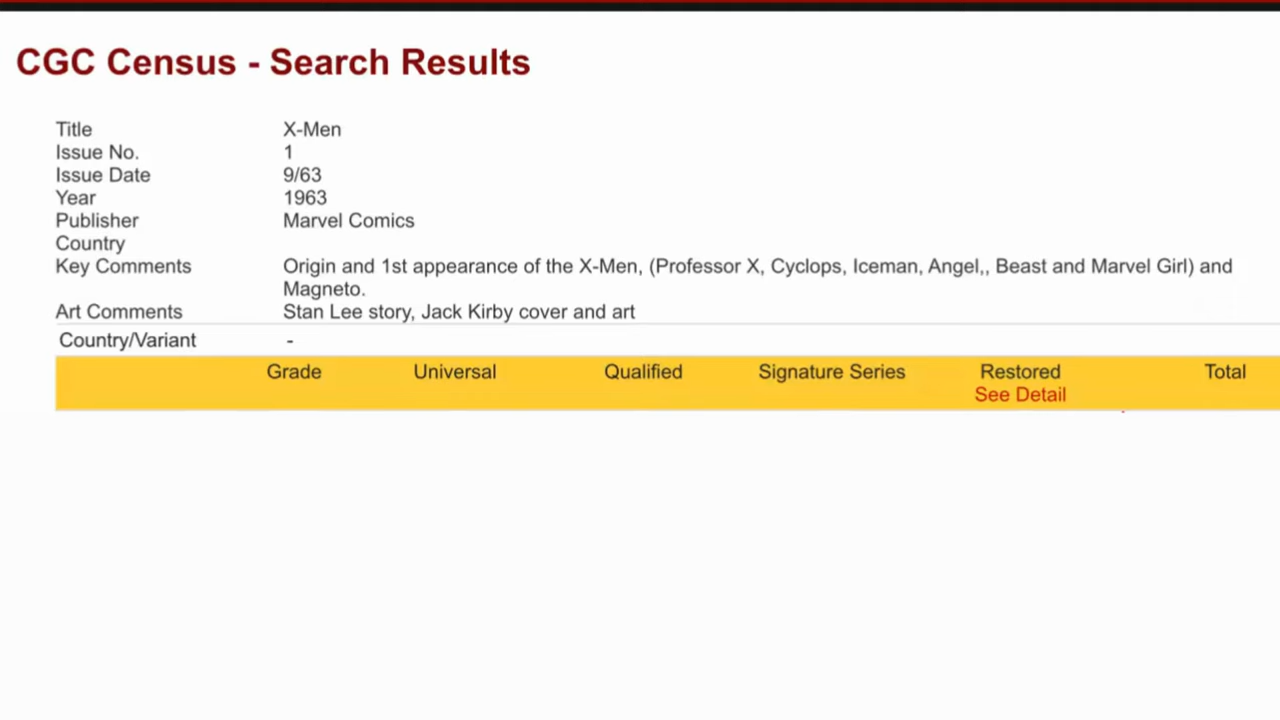 CGC Census - Search Results
Title X-Men
Issue No. 1
Issue Date 9/63
Year 1963
Publisher Marvel Comics
Country
Key Comments Origin and 1st appearance of the X-Men, (Professor X, Cyclops, Iceman, Angel,, Beast and Marvel Girl) and
Magneto.
Art Comments Stan Lee story, Jack Kirby cover and art
Country/Variant -
Grade Universal Qualified Signature Series Restored Total
See Detail